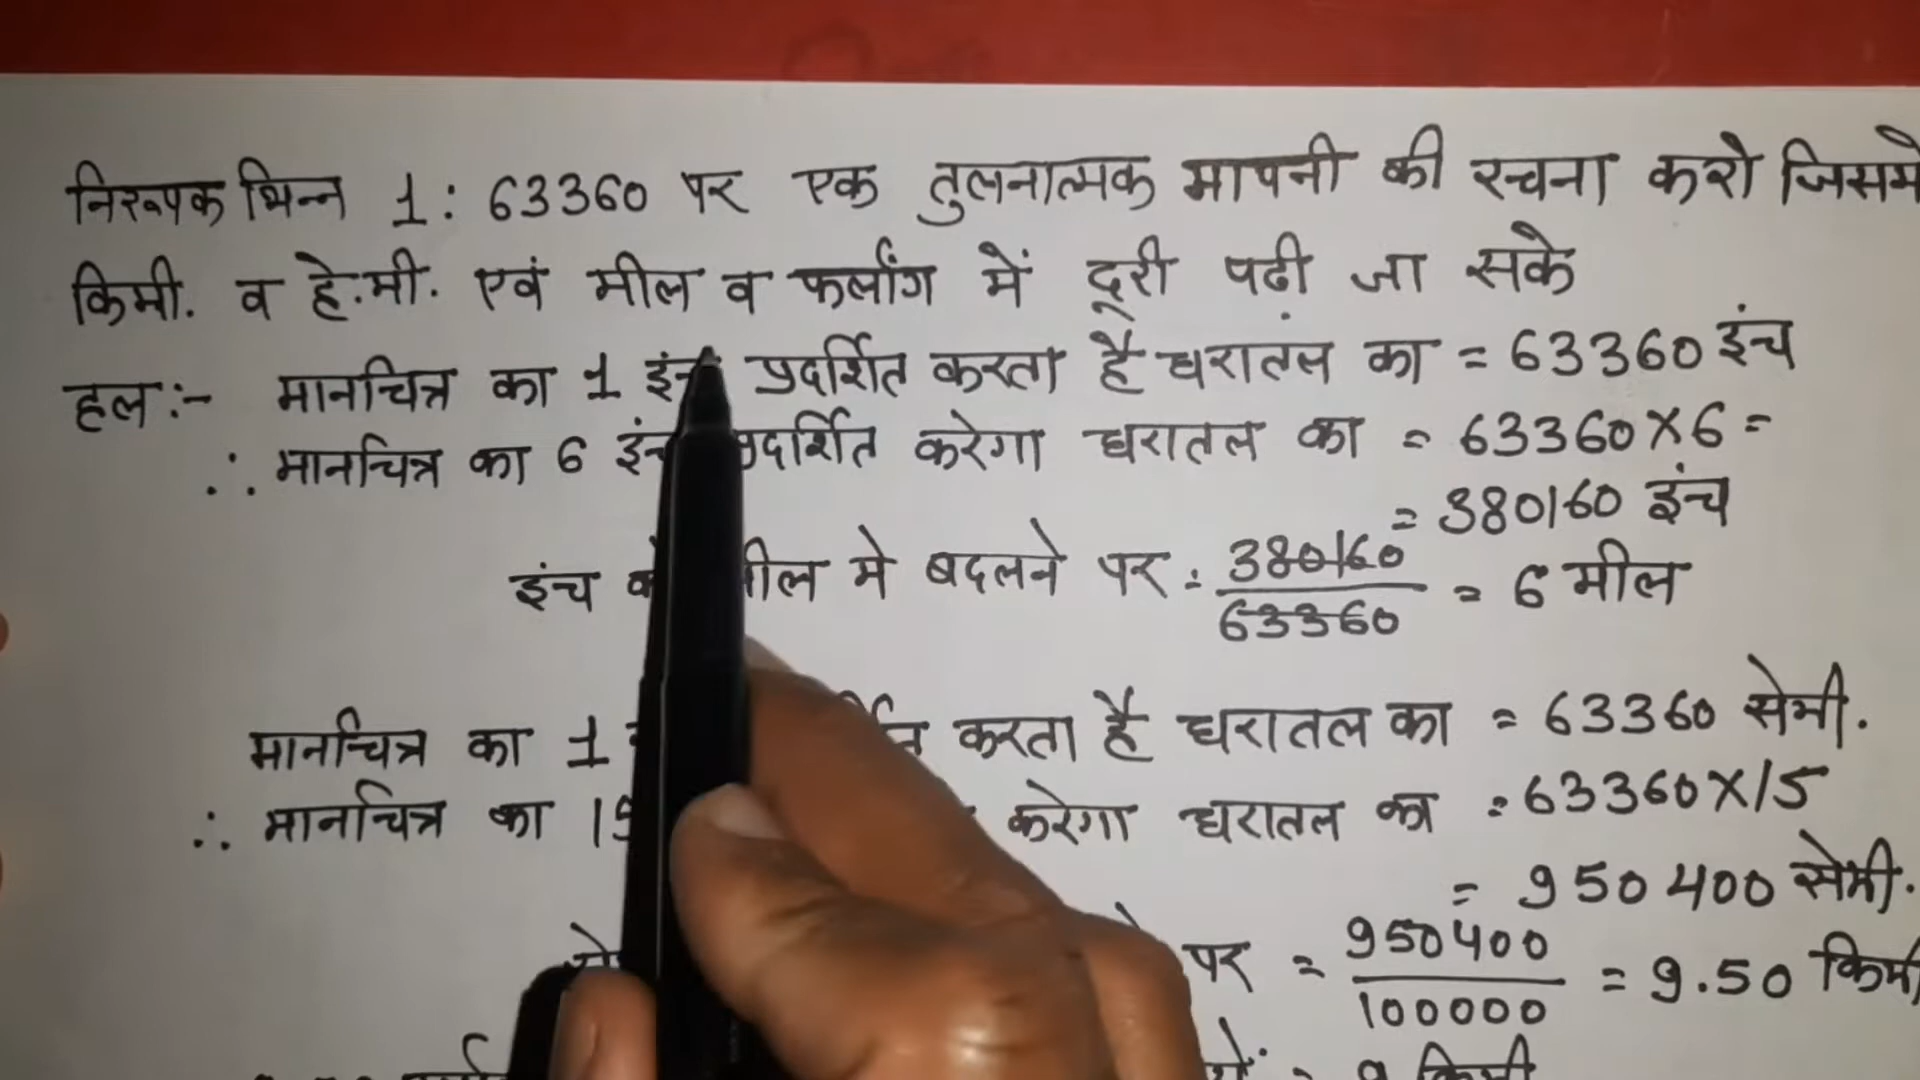 निरूपक भिन्न 1: 63360 पर एक तुलनात्मक मापनी की रचना करो जिसमे
किमी. व हे.मी. एवं मील व फर्लांग में दूरी पढी जा सके
हल:- मानचित्र का 1 इंच प्रदर्शित करता है धरातल का = 63360 इंच
∴ मानचित्र का 6 इंच प्रदर्शित करेगा धरातल का = 63360×6 =
= 380160 इंच
इंच मील मे बदलने पर = 380160/63360 = 6 मील
मानचित्र का 1 करता है धरातल का = 63360 सेमी.
∴ मानचित्र का 15 करेगा धरातल का = 63360×15
= 950400 सेमी.
पर = 950400/100000 = 9.50 किमी
= 9 किमी